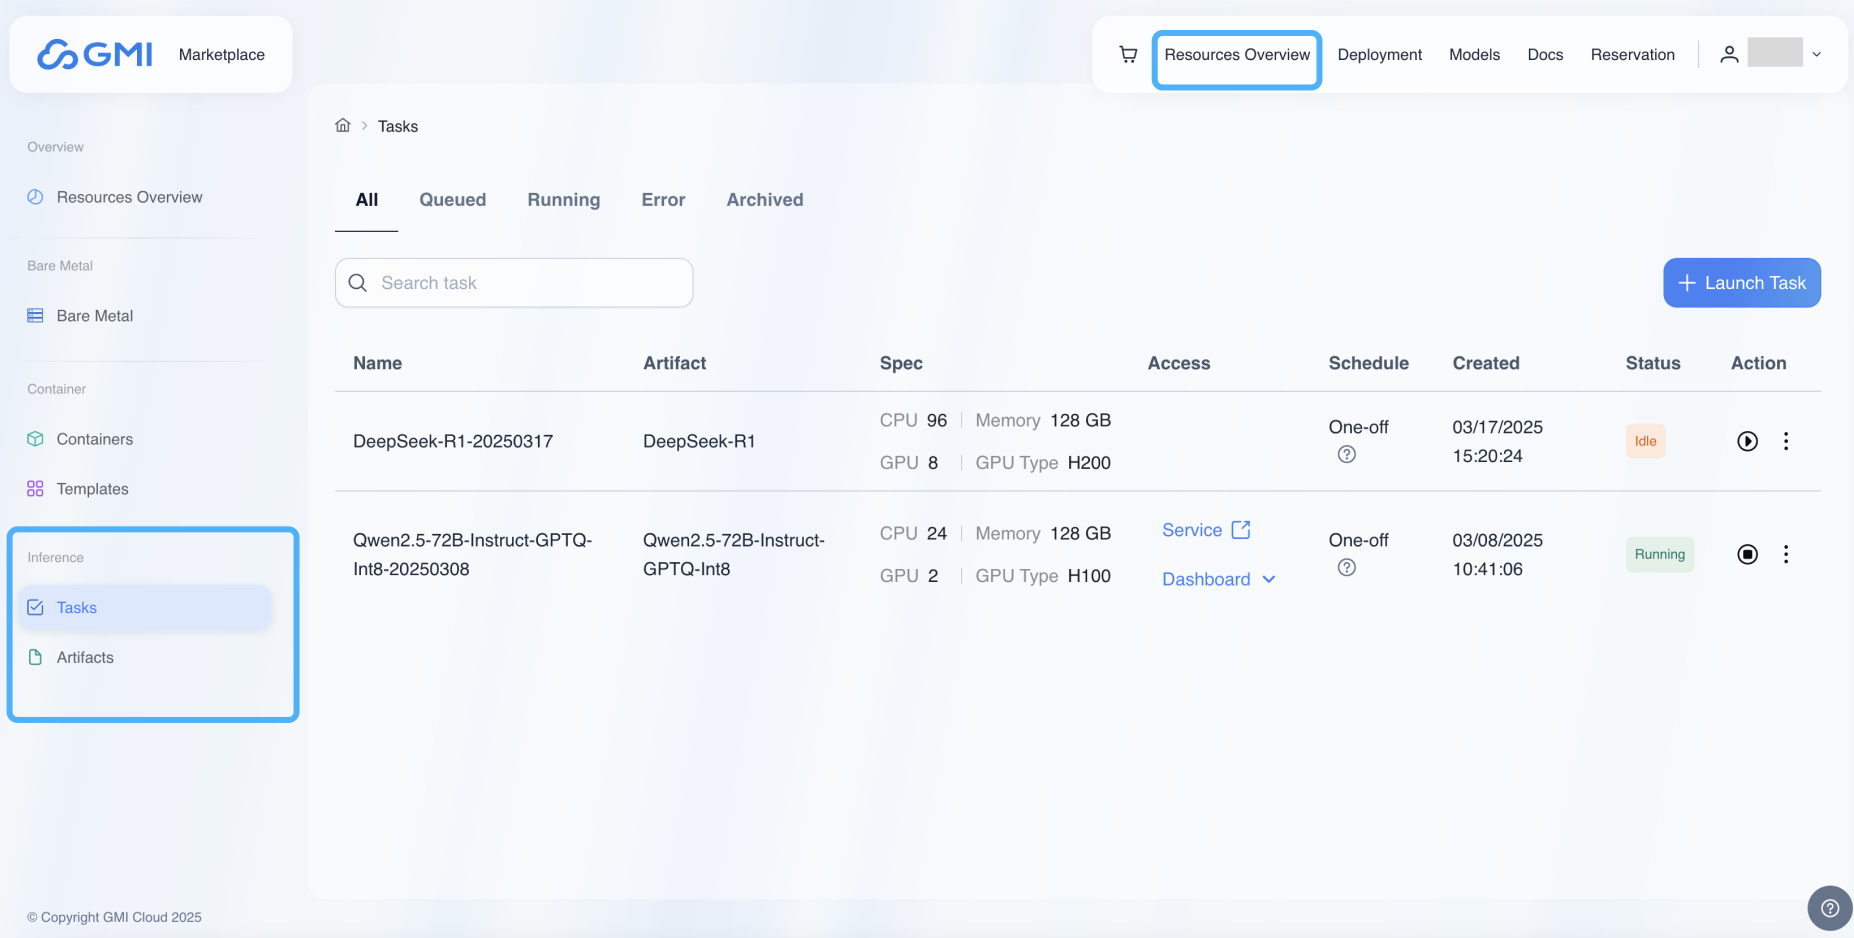 GMI
Marketplace
Resources Overview
Deployment
Models
Docs
Reservation
Overview
Resources Overview
Bare Metal
Bare Metal
Container
Containers
Templates
Inference
Tasks
Artifacts
Tasks
All
Queued
Running
Error
Archived
Search task
Launch Task
Name
Artifact
Spec
Access
Schedule
Created
Status
Action
DeepSeek-R1-20250317
DeepSeek-R1
CPU 96 Memory 128 GB
GPU 8 GPU Type H200
One-off
03/17/2025
15:20:24
Idle
Qwen2.5-72B-Instruct-GPTQ-
Int8-20250308
Qwen2.5-72B-Instruct-
GPTQ-Int8
CPU 24 Memory 128 GB
GPU 2 GPU Type H100
Service
Dashboard
One-off
03/08/2025
10:41:06
Running
© Copyright GMI Cloud 2025